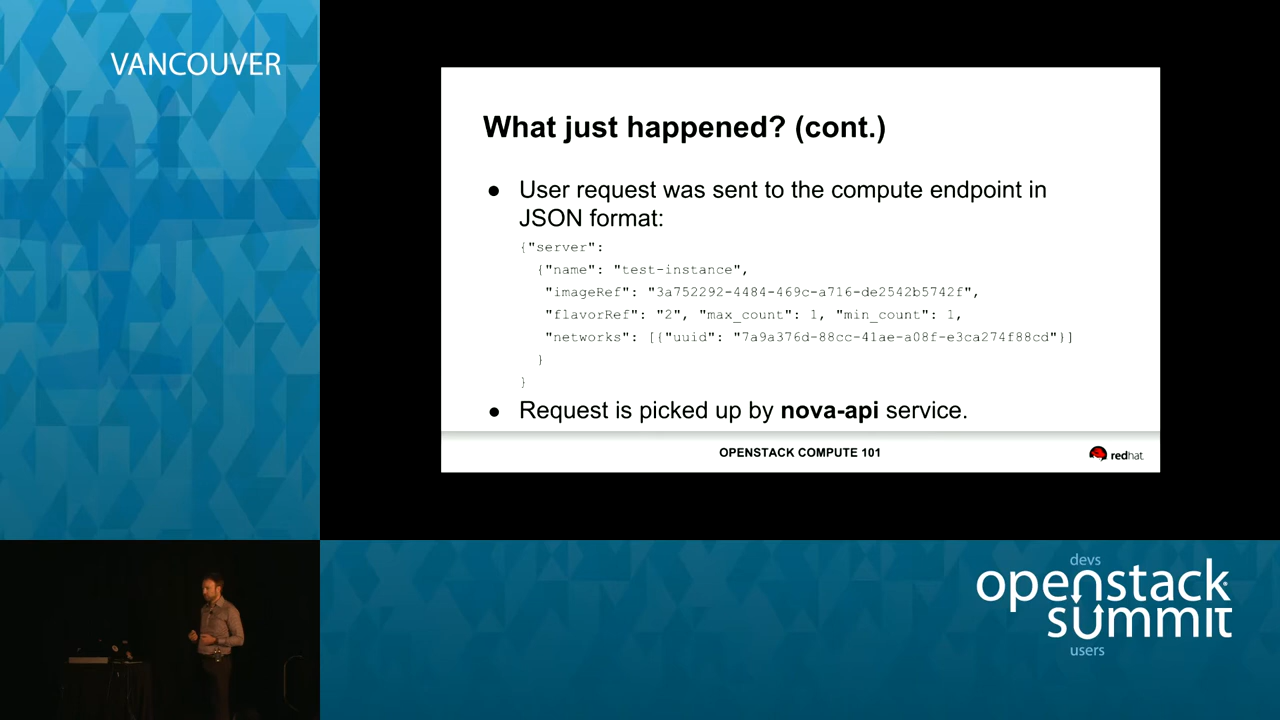 VANCOUVER
What just happened? (cont.)
● User request was sent to the compute endpoint in
JSON format:
{"server":
{"name": "test-instance",
"imageRef": "3a752292-4484-469c-a716-de2542b5742f",
"flavorRef": "2", "max_count": 1, "min_count": 1,
"networks": [{"uuid": "7a9a376d-88cc-41ae-a08f-e3ca274f88cd"}]
}
}
● Request is picked up by nova-api service.
OPENSTACK COMPUTE 101
redhat
devs
openstack
summit
users